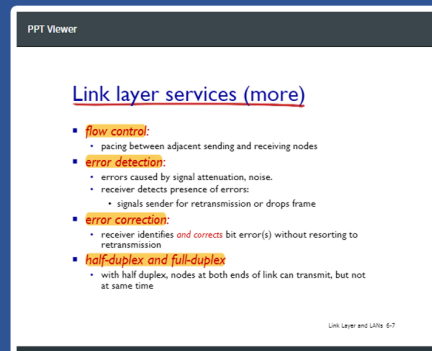 PPT Viewer
Link layer services (more)
▪ flow control:
• pacing between adjacent sending and receiving nodes
▪ error detection:
• errors caused by signal attenuation, noise.
• receiver detects presence of errors:
• signals sender for retransmission or drops frame
▪ error correction:
• receiver identifies and corrects bit error(s) without resorting to
retransmission
▪ half-duplex and full-duplex
• with half duplex, nodes at both ends of link can transmit, but not
at same time
Link Layer and LANs 6-7